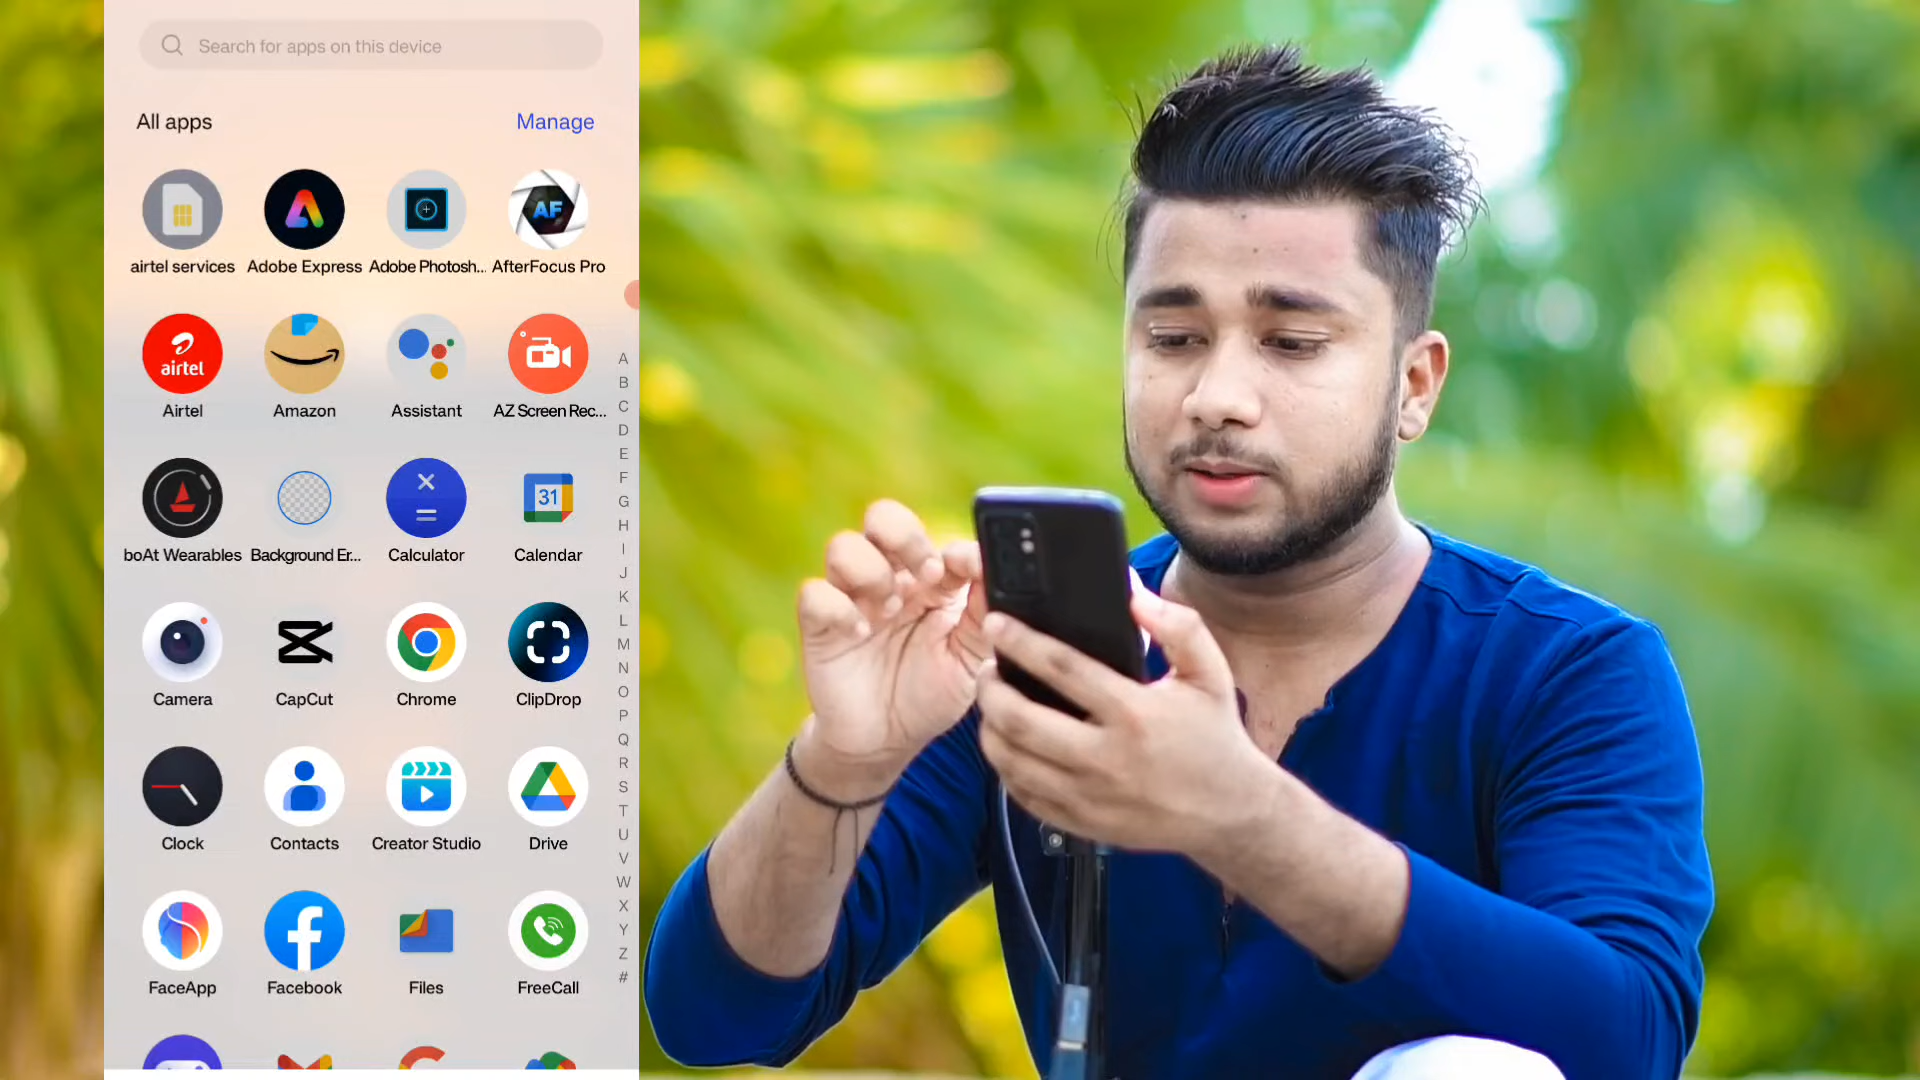 Search for apps on this device
All apps
Manage
AF
airtel services
Adobe Express
Adobe Photosh...
AfterFocus Pro
airtel
Airtel
Amazon
Assistant
AZ Screen Rec...
31
boAt Wearables
Background Er...
Calculator
Calendar
Camera
CapCut
Chrome
ClipDrop
Clock
Contacts
Creator Studio
Drive
FaceApp
Facebook
Files
FreeCall
A
B
C
D
E
F
G
H
I
J
K
L
M
N
O
P
Q
R
S
T
U
V
W
X
Y
Z
#